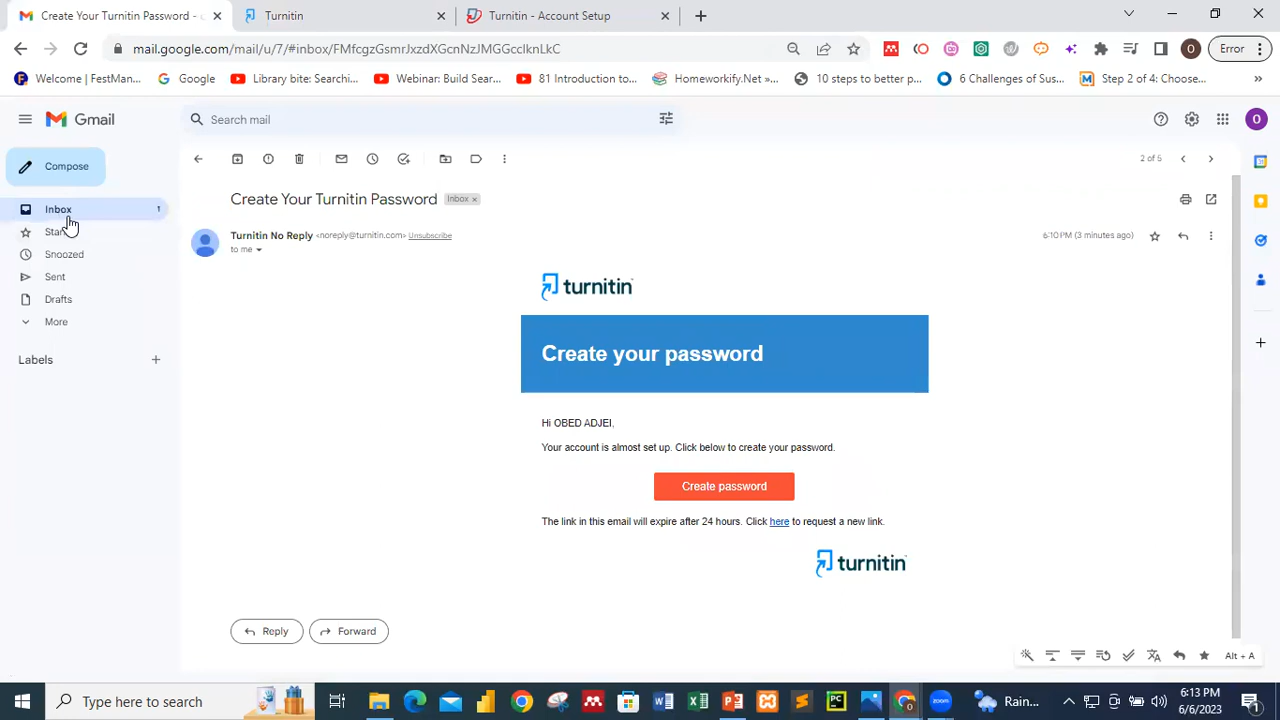 Create Your Turnitin Password -
Turnitin
Turnitin - Account Setup
mail.google.com/mail/u/7/#inbox/FMfcgzGsmrJxzdXGcnNzJMGGcclknLkC
Error
Welcome | FestMan...
Google
Library bite: Searchi...
Webinar: Build Sear...
81 Introduction to...
Homeworkify.Net »...
10 steps to better p...
6 Challenges of Sus...
Step 2 of 4: Choose...
»
Gmail
Search mail
O
Compose
2 of 5
Inbox
1
Create Your Turnitin Password
Inbox ×
Star
Turnitin No Reply <noreply@turnitin.com> Unsubscribe
6:10 PM (3 minutes ago)
to me
Snoozed
Sent
turnitin
Drafts
More
Create your password
Labels
Hi OBED ADJEI,
Your account is almost set up. Click below to create your password.
Create password
The link in this email will expire after 24 hours. Click here to request a new link.
turnitin
Reply
Forward
Alt + A
Type here to search
Rain...
6:13 PM
6/6/2023